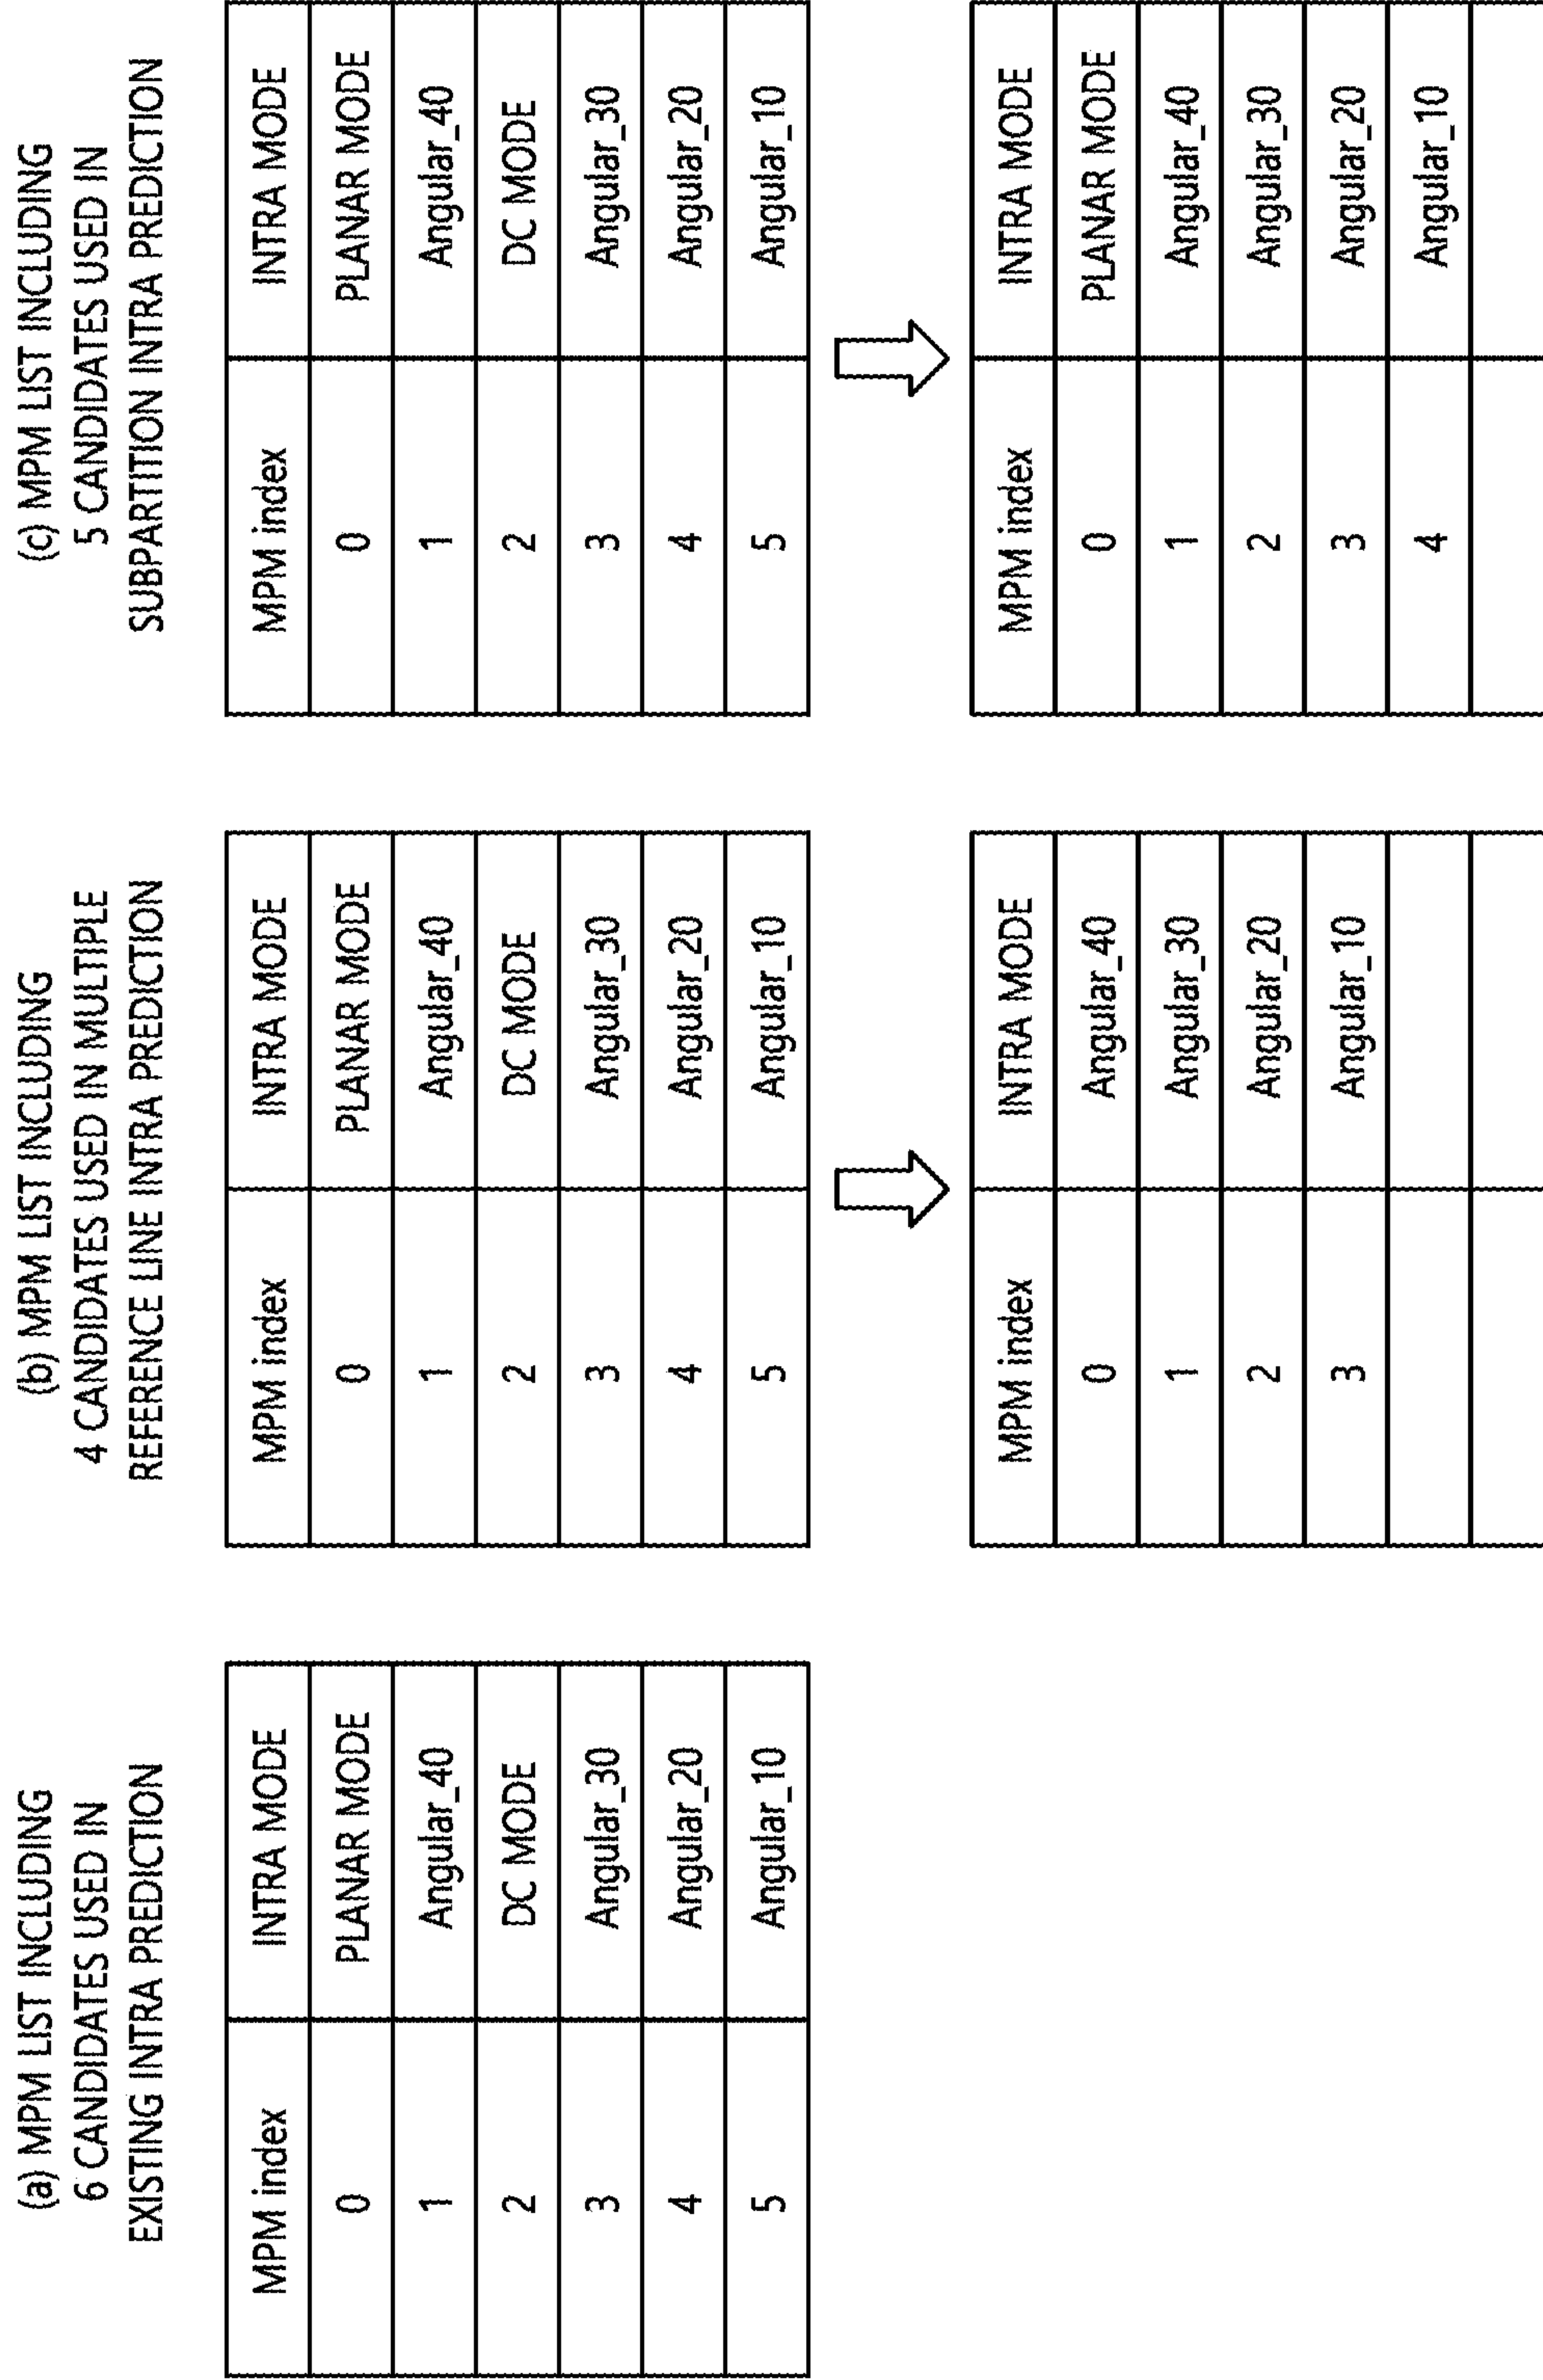 (a) MPM LIST INCLUDING
6 CANDIDATES USED IN
EXISTING INTRA PREDICTION
MPM index INTRA MODE
0 PLANAR MODE
1 Angular_40
2 DC MODE
3 Angular_30
4 Angular_20
5 Angular_10
(b) MPM LIST INCLUDING
4 CANDIDATES USED IN MULTIPLE
REFERENCE LINE INTRA PREDICTION
MPM index INTRA MODE
0 PLANAR MODE
1 Angular_40
2 DC MODE
3 Angular_30
4 Angular_20
5 Angular_10
MPM index INTRA MODE
0 Angular_40
1 Angular_30
2 Angular_20
3 Angular_10
(c) MPM LIST INCLUDING
5 CANDIDATES USED IN
SUBPARTITION INTRA PREDICTION
MPM index INTRA MODE
0 PLANAR MODE
1 Angular_40
2 DC MODE
3 Angular_30
4 Angular_20
5 Angular_10
MPM index INTRA MODE
0 PLANAR MODE
1 Angular_40
2 Angular_30
3 Angular_20
4 Angular_10